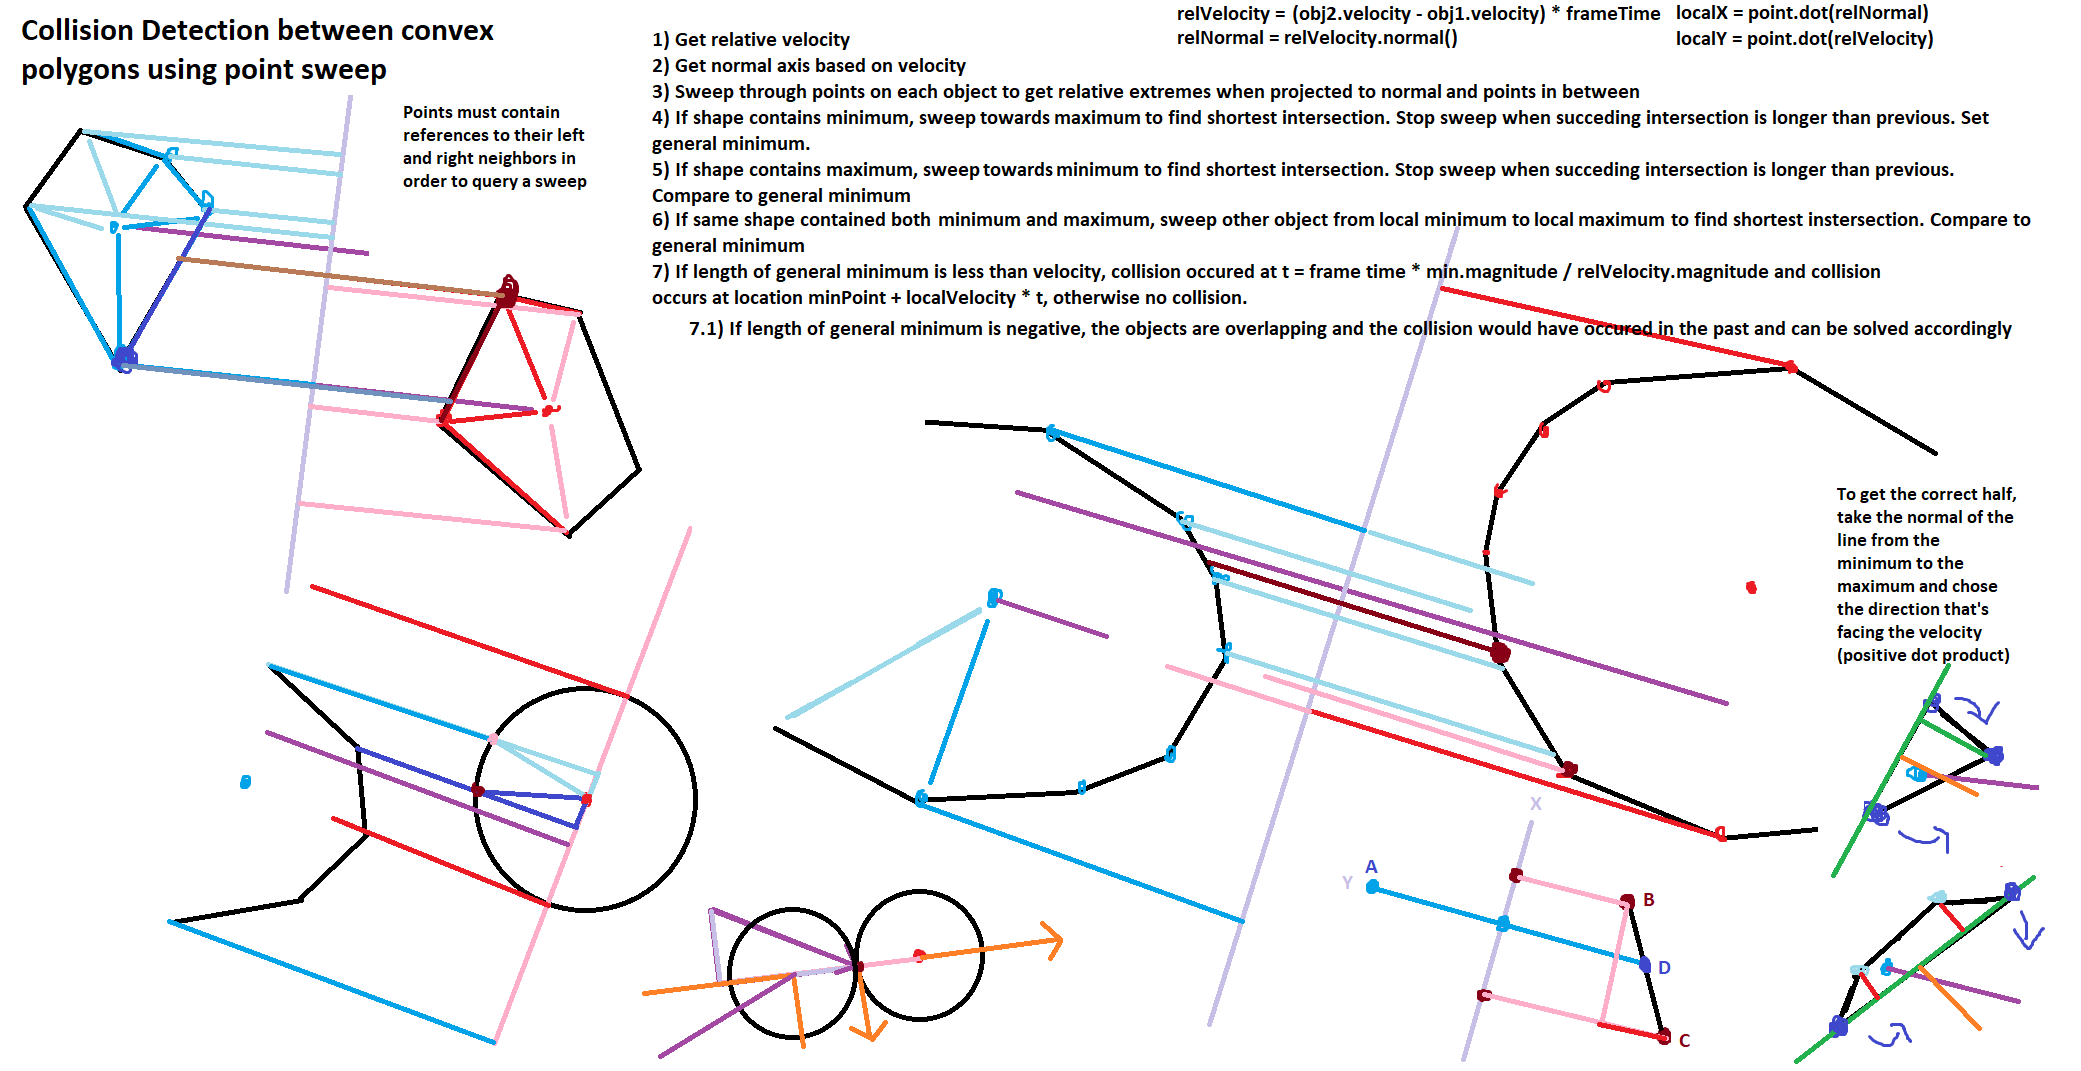 Collision Detection between convex
polygons using point sweep
relVelocity = (obj2.velocity - obj1.velocity) * frameTime
relNormal = relVelocity.normal()
localX = point.dot(relNormal)
localY = point.dot(relVelocity)
1) Get relative velocity
2) Get normal axis based on velocity
3) Sweep through points on each object to get relative extremes when projected to normal and points in between
4) If shape contains minimum, sweep towards maximum to find shortest intersection. Stop sweep when succeding intersection is longer than previous. Set
general minimum.
5) If shape contains maximum, sweep towards minimum to find shortest intersection. Stop sweep when succeding intersection is longer than previous.
Compare to general minimum
6) If same shape contained both minimum and maximum, sweep other object from local minimum to local maximum to find shortest instersection. Compare to
general minimum
7) If length of general minimum is less than velocity, collision occured at t = frame time * min.magnitude / relVelocity.magnitude and collision
occurs at location minPoint + localVelocity * t, otherwise no collision.
7.1) If length of general minimum is negative, the objects are overlapping and the collision would have occured in the past and can be solved accordingly
Points must contain
references to their left
and right neighbors in
order to query a sweep
To get the correct half,
take the normal of the
line from the
minimum to the
maximum and chose
the direction that's
facing the velocity
(positive dot product)
X
A
Y
B
D
C